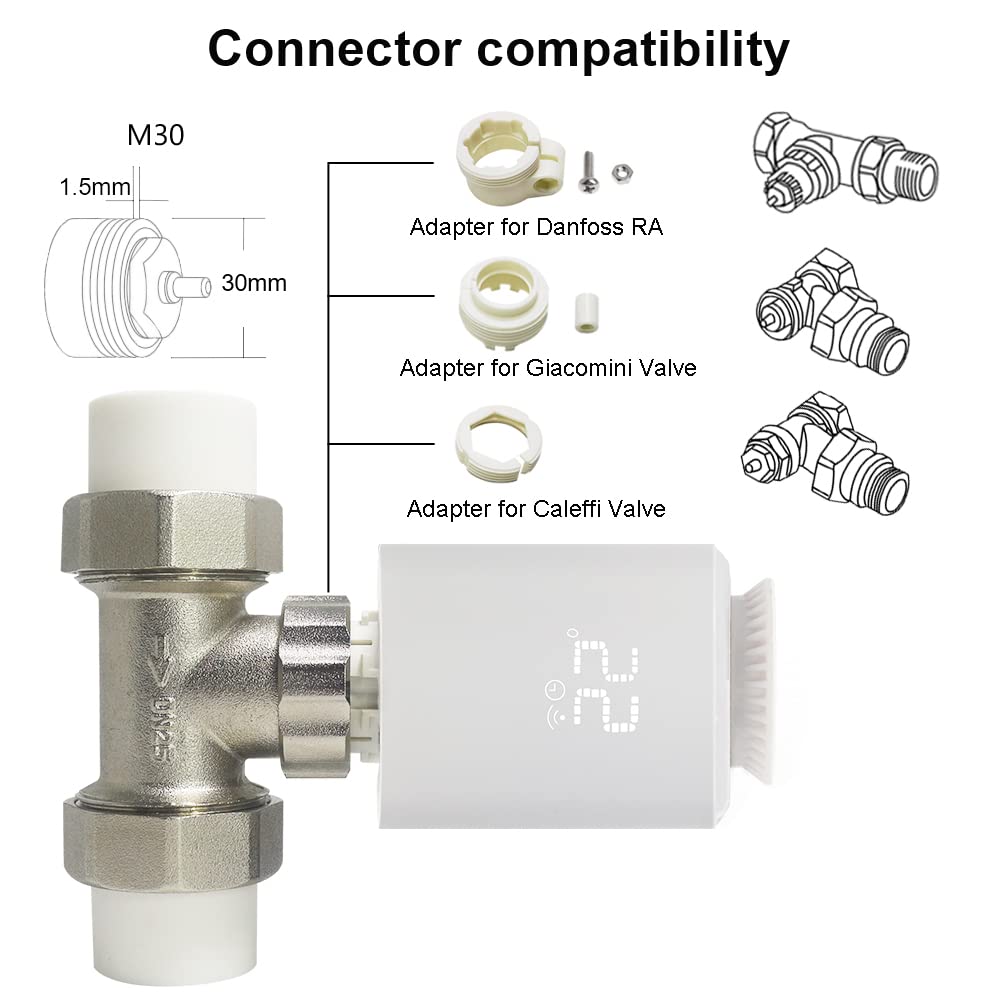 Connector compatibility
M30
1.5mm
30mm
Adapter for Danfoss RA
Adapter for Giacomini Valve
Adapter for Caleffi Valve
DN25
22°